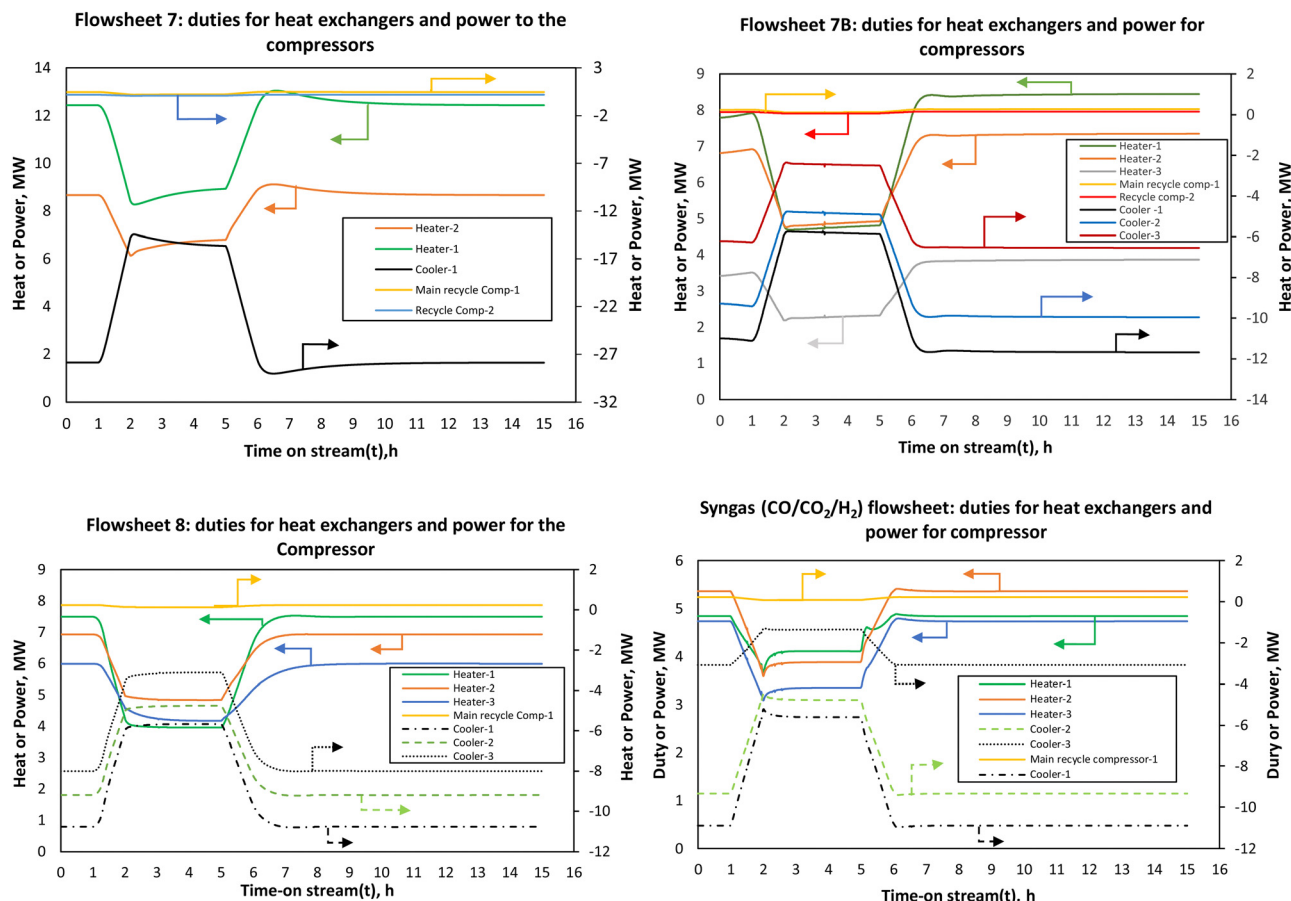 Flowsheet 7: duties for heat exchangers and power to the
compressors
14
12
10
8
6
4
2
0
Heat or Power, MW
3
-2
-7
-12
-17
-22
-27
-32
Heat or Power, MW
Heater-2
Heater-1
Cooler-1
Main recycle Comp-1
Recycle Comp-2
0 1 2 3 4 5 6 7 8 9 10 11 12 13 14 15 16
Time on stream(t),h
Flowsheet 7B: duties for heat exchangers and power for
compressors
9
8
7
6
5
4
3
2
1
0
Heat or Power, MW
2
0
-2
-4
-6
-8
-10
-12
-14
Heat or Power, MW
Heater-1
Heater-2
Heater-3
Main recycle comp-1
Recycle comp-2
Cooler -1
Cooler-2
Cooler-3
0 1 2 3 4 5 6 7 8 9 10 11 12 13 14 15 16
Time on stream(t), h
Flowsheet 8: duties for heat exchangers and power for the
Compressor
9
8
7
6
5
4
3
2
1
0
Heat or Power, MW
2
0
-2
-4
-6
-8
-10
-12
Heat or Power, MW
Heater-1
Heater-2
Heater-3
Main recycle Comp-1
Cooler-1
Cooler-2
Cooler-3
0 1 2 3 4 5 6 7 8 9 10 11 12 13 14 15 16
Time-on stream(t), h
Syngas (CO/CO₂/H₂) flowsheet: duties for heat exchangers and
power for compressor
6
5
4
3
2
1
0
Duty or Power, MW
2
0
-2
-4
-6
-8
-10
-12
Dury or Power, MW
Heater-1
Heater-2
Heater-3
Cooler-2
Cooler-3
Main recycle compressor-1
Cooler-1
0 1 2 3 4 5 6 7 8 9 10 11 12 13 14 15 16
Time-on stream(t), h